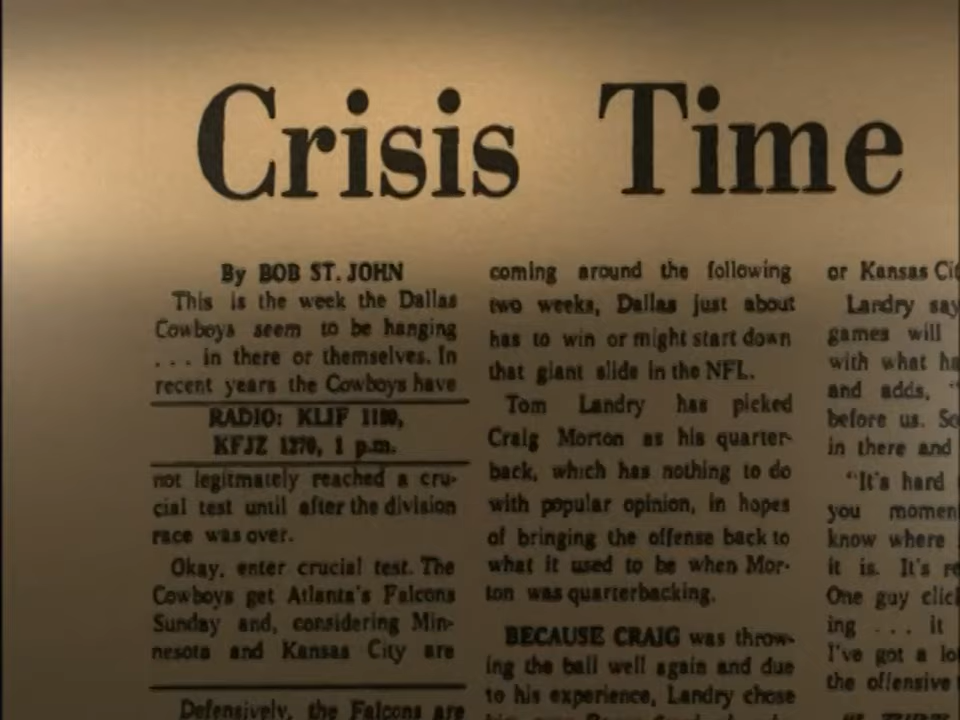 Crisis Time
By BOB ST. JOHN
This is the week the Dallas
Cowboys seem to be hanging
. . . in there or themselves. In
recent years the Cowboys have
RADIO: KLIF 1190,
KFJZ 1270, 1 p.m.
not legitmately reached a cru-
cial test until after the division
race was over.
Okay, enter crucial test. The
Cowboys get Atlanta's Falcons
Sunday and, considering Min-
nesota and Kansas City are
Defensively, the Falcons are
coming around the following
two weeks, Dallas just about
has to win or might start down
that giant slide in the NFL.
Tom Landry has picked
Craig Morton as his quarter-
back, which has nothing to do
with popular opinion, in hopes
of bringing the offense back to
what it used to be when Mor-
ton was quarterbacking.
BECAUSE CRAIG was throw-
ing the ball well again and due
to his experience, Landry chose
or Kansas Cit
Landry say
games will
with what ha
and adds, "
before us. So
in there and
"It's hard
you momen
know where
it is. It's re
One guy clic
ing . . . it
I've got a lo
the offensive